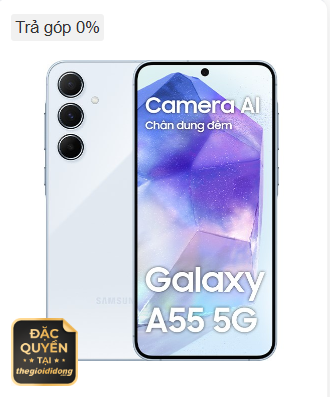 Trả góp 0%
Camera AI
Chân dung đêm
Galaxy
A55 5G
SAMSUNG
ĐẶC
QUYỀN
TẠI
thegioididong